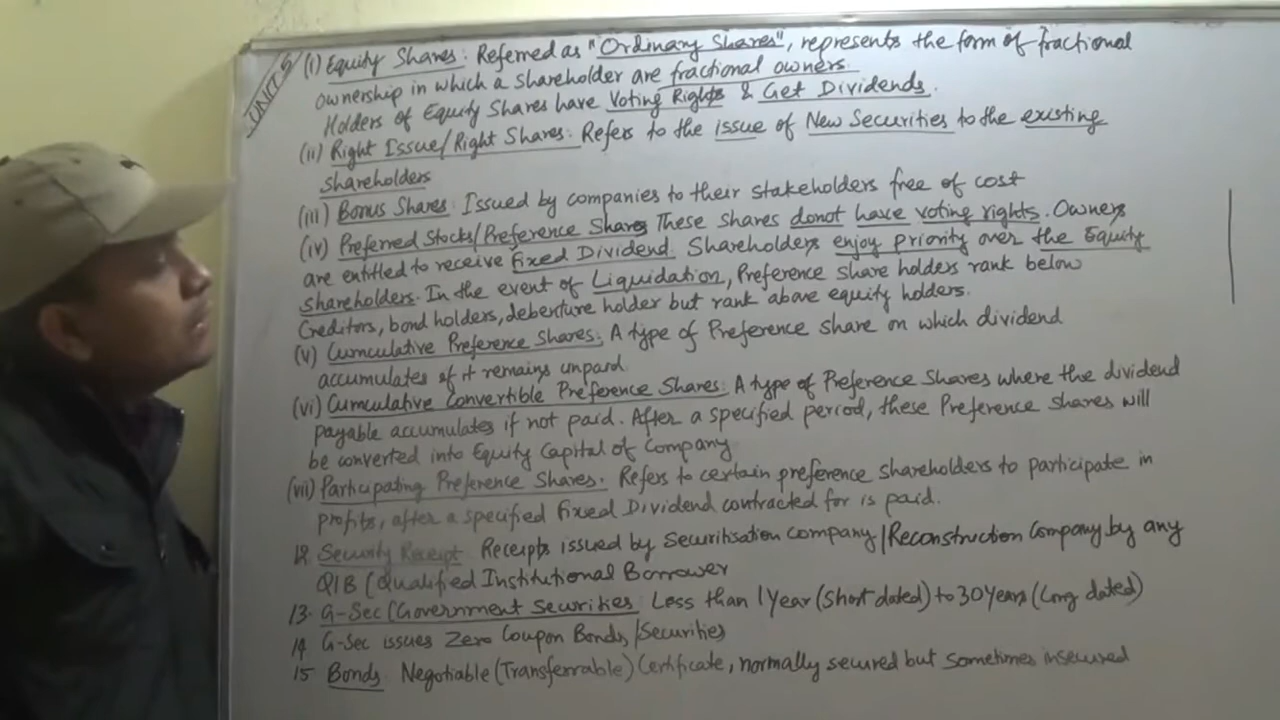 UNIT 5
(i) Equity Shares: Referred as "Ordinary Shares", represents the form of fractional
ownership in which a shareholder are fractional owners.
Holders of Equity Shares have Voting Rights & Get Dividends.
(ii) Right Issue/Right Shares: Refers to the issue of New Securities to the existing
shareholders
(iii) Bonus Shares: Issued by companies to their stakeholders free of cost
(iv) Preferred Stocks/Preference Shares These shares donot have voting rights. Owners
are entitled to receive fixed Dividend. Shareholders enjoy priority over the Equity
shareholders. In the event of Liquidation, Preference share holders rank below
Creditors, bond holders, debenture holder but rank above equity holders.
(v) Cumculative Preference Shares: A type of Preference share on which dividend
accumulates if it remains unpaid.
(vi) Cumculative Convertible Preference Shares: A type of Preference Shares where the dividend
payable accumulates if not paid. After a specified period, these Preference shares will
be converted into Equity Capital of Company
(vii) Participating Preference Shares. Refers to certain preference shareholders to participate in
profits, after a specified fixed Dividend contracted for is paid.
12 Security Receipt Receipts issued by Securitisation company/Reconstruction Company by any
QIB (Qualified Institutional Borrower
13. G-Sec (Government Securities: Less than 1 Year (Short dated) to 30 Years (Long dated)
14 G-Sec issues Zero Coupon Bonds/Securities
15 Bonds Negotiable (Transferrable) Certificate, normally secured but sometimes insecured